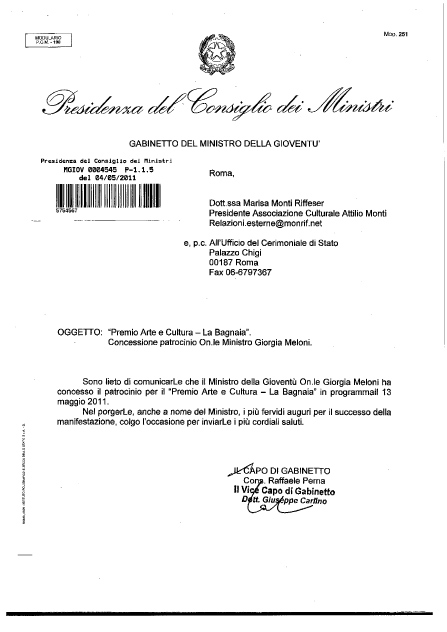 MODULARIO
P.C.M. - 198
MOD. 251
Presidenza del Consiglio dei Ministri
GABINETTO DEL MINISTRO DELLA GIOVENTU'
Presidenza del Consiglio dei Ministri
MGIOV 0004545 P-1.1.5
del 04/05/2011
5764567
Roma,
Dott.ssa Marisa Monti Riffeser
Presidente Associazione Culturale Attilio Monti
Relazioni.esterne@monrif.net
e, p.c. All'Ufficio del Cerimoniale di Stato
Palazzo Chigi
00187 Roma
Fax 06-6797367
OGGETTO: "Premio Arte e Cultura – La Bagnaia".
Concessione patrocinio On.le Ministro Giorgia Meloni.
Sono lieto di comunicarLe che il Ministro della Gioventù On.le Giorgia Meloni ha
concesso il patrocinio per il "Premio Arte e Cultura – La Bagnaia" in programmail 13
maggio 2011.
Nel porgerLe, anche a nome del Ministro, i più fervidi auguri per il successo della
manifestazione, colgo l'occasione per inviarLe i più cordiali saluti.
IL CAPO DI GABINETTO
Cons. Raffaele Perna
Il Vice Capo di Gabinetto
Dott. Giuseppe Carlino